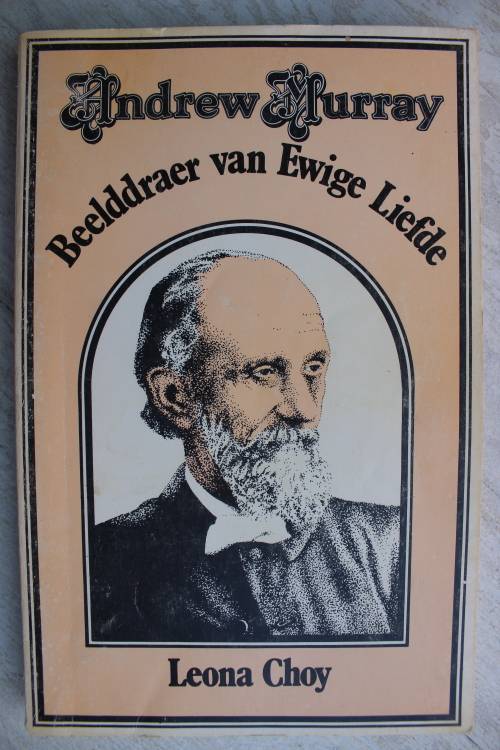 Andrew Murray
Beelddraer van Ewige Liefde
Leona Choy